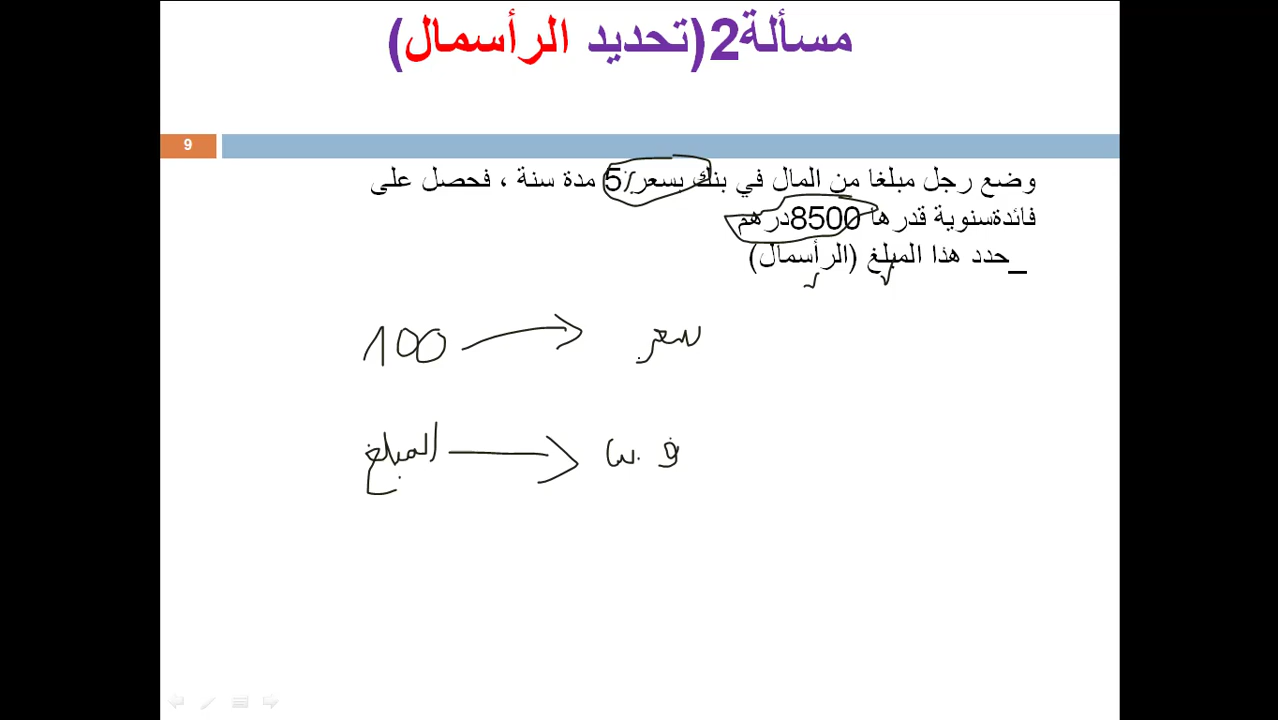 مسألة2(تحديد الرأسمال)
9
وضع رجل مبلغا من المال في بنك بسعر5٪ مدة سنة ، فحصل على
فائدةسنوية قدرها 8500درهم
_حدد هذا المبلغ (الرأسمال)
100 → سعر
المبلغ → ف.س